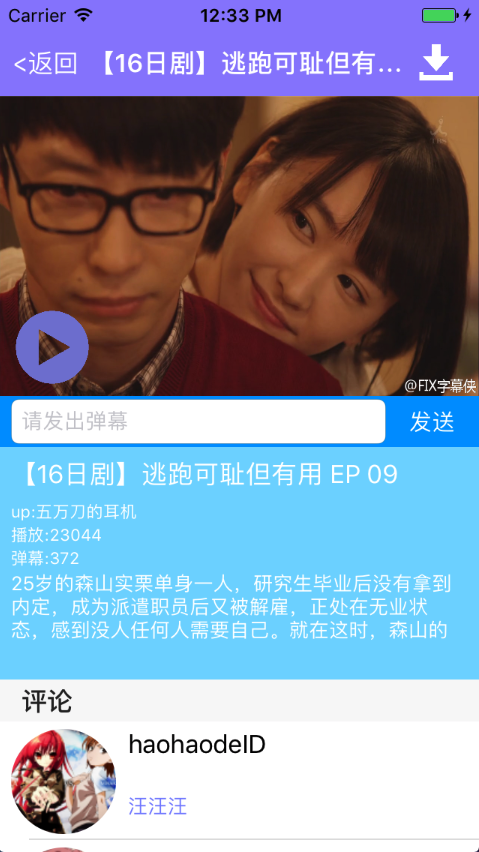 Carrier 12:33 PM
<返回 【16日剧】逃跑可耻但有...
@FIX字幕侠
请发出弹幕 发送
【16日剧】逃跑可耻但有用 EP 09
up:五万刀的耳机
播放:23044
弹幕:372
25岁的森山实栗单身一人，研究生毕业后没有拿到
内定，成为派遣职员后又被解雇，正处在无业状
态，感到没人任何人需要自己。就在这时，森山的
评论
haohaodeID
汪汪汪